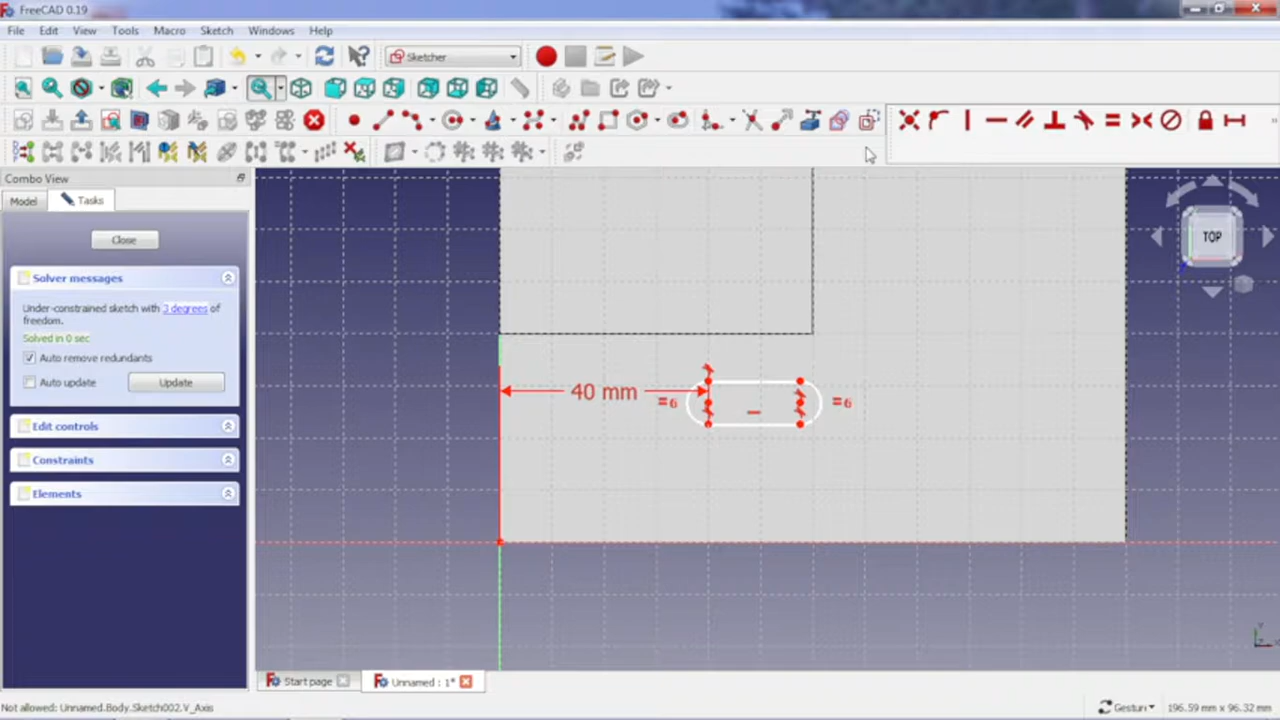 FreeCAD 0.19
File Edit View Tools Macro Sketch Windows Help
Sketcher
Combo View
Model Tasks
Close
Solver messages
Under-constrained sketch with 3 degrees of
freedom.
Solved in 0 sec
Auto remove redundants
Auto update Update
Edit controls
Constraints
Elements
TOP
40 mm
=6 =6
Start page Unnamed : 1*
Not allowed: Unnamed.Body.Sketch002.V_Axis Gesture 196.59 mm x 96.32 mm